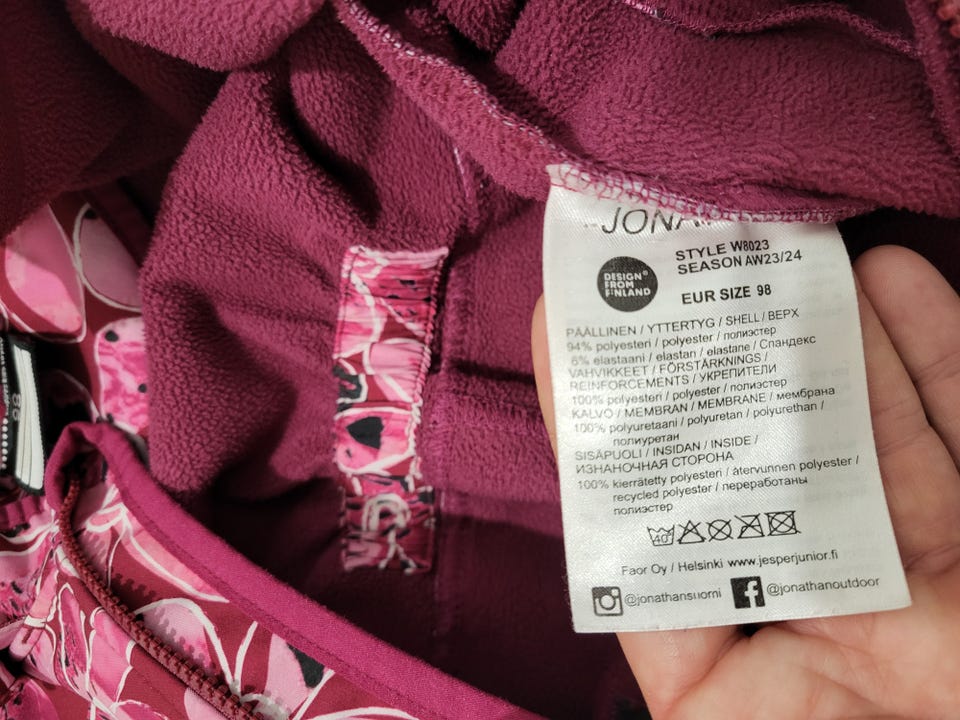 JONA
STYLE W8023
SEASON AW23/24
DESIGN®
FROM
FINLAND
EUR SIZE 98
PÄÄLLINEN / YTTERTYG / SHELL / ВЕРХ
94% polyesteri / polyester / полиэстер
6% elastaani / elastan / elastane / Спандекс
VAHVIKKEET / FÖRSTÄRKNINGS /
REINFORCEMENTS / УКРЕПИТЕЛИ
100% polyesteri / polyester / полиэстер
KALVO / MEMBRAN / MEMBRANE / мембрана
100% polyuretaani / polyuretan / polyurethan /
полиуретан
SISÄPUOLI / INSIDAN / INSIDE /
ИЗНАНОЧНАЯ СТОРОНА
100% kierrätetty polyesteri / återvunnen polyester /
recycled polyester / переработаны
полиэстер
40°
Faor Oy / Helsinki www.jesperjunior.fi
@jonathansuomi
@jonathanoutdoor
98